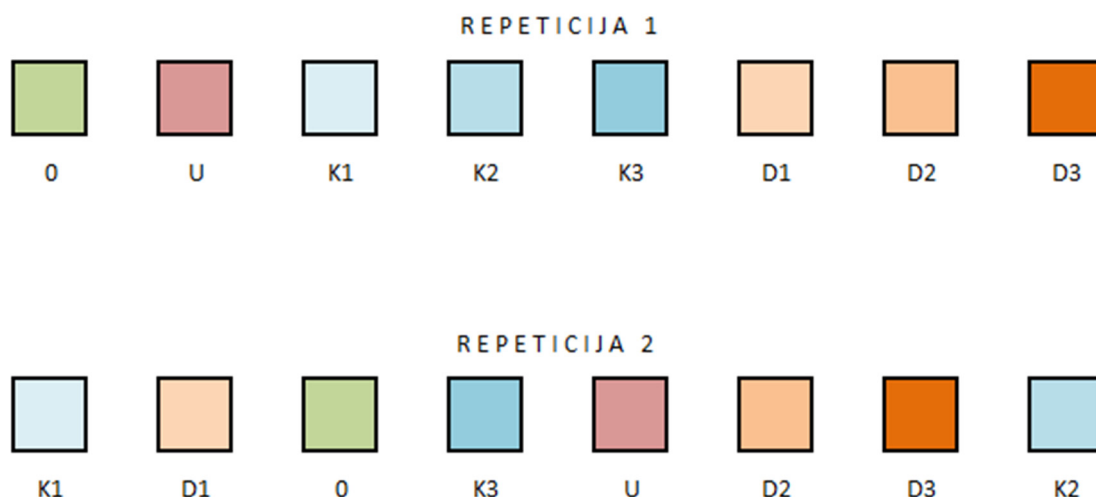 REPETICIJA 1
0 U K1 K2 K3 D1 D2 D3
REPETICIJA 2
K1 D1 0 K3 U D2 D3 K2